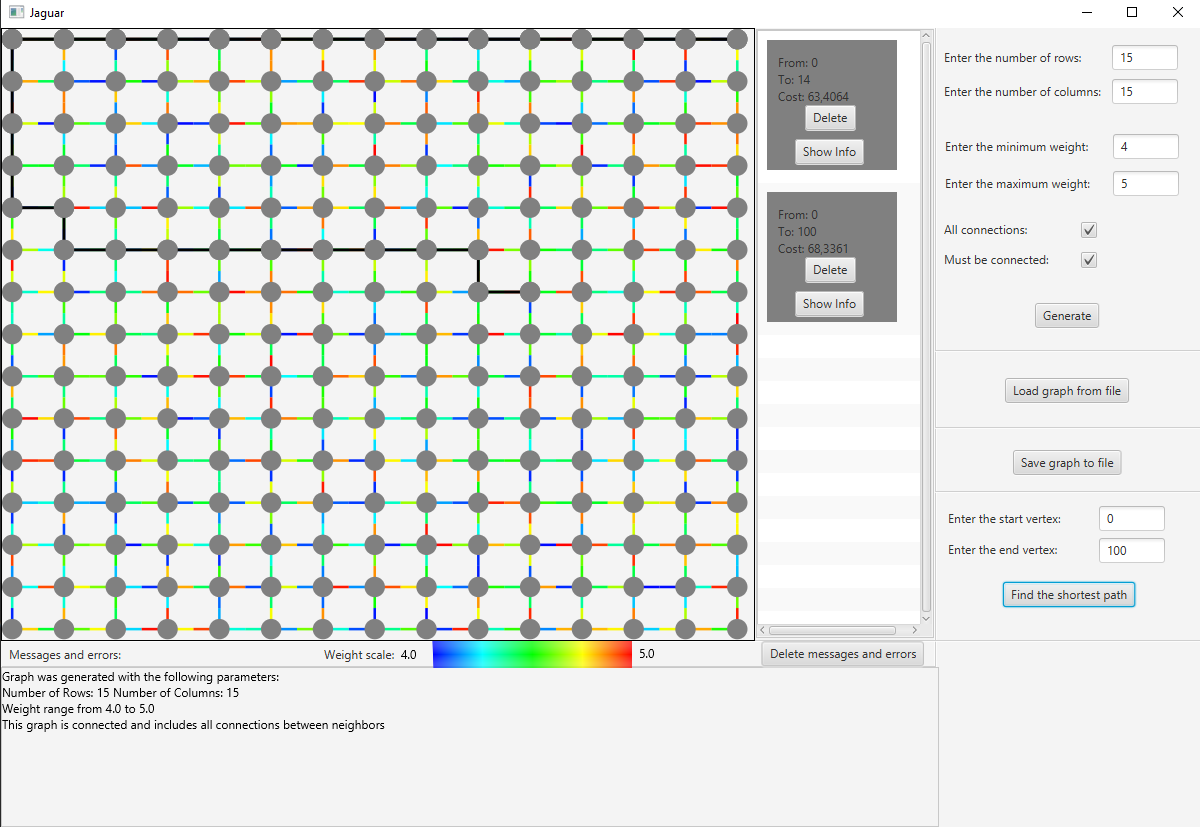 Jaguar
From: 0
To: 14
Cost: 63,4064
Delete
Show Info
From: 0
To: 100
Cost: 68,3361
Delete
Show Info
Enter the number of rows: 15
Enter the number of columns: 15
Enter the minimum weight: 4
Enter the maximum weight: 5
All connections:
Must be connected:
Generate
Load graph from file
Save graph to file
Enter the start vertex: 0
Enter the end vertex: 100
Find the shortest path
Messages and errors: Weight scale: 4.0 5.0 Delete messages and errors
Graph was generated with the following parameters:
Number of Rows: 15 Number of Columns: 15
Weight range from 4.0 to 5.0
This graph is connected and includes all connections between neighbors